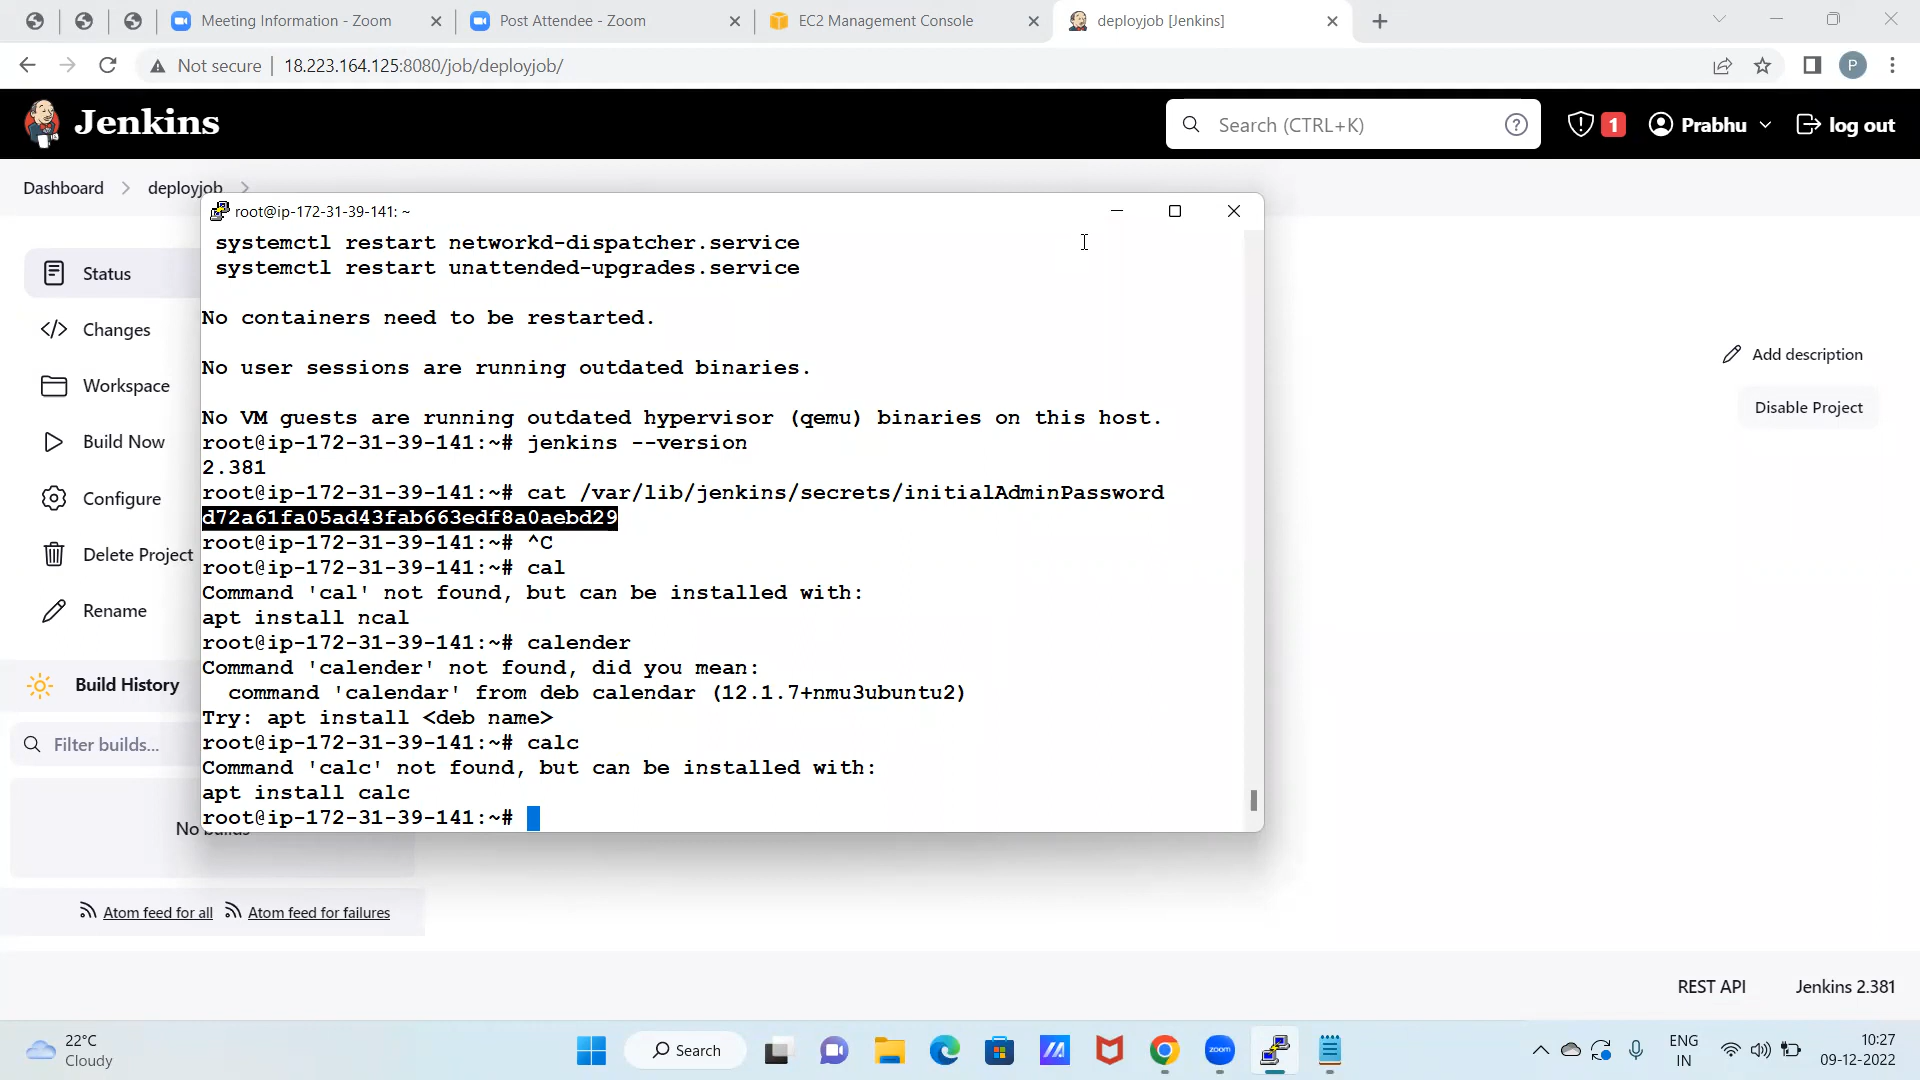 Meeting Information - Zoom
Post Attendee - Zoom
EC2 Management Console
deployjob [Jenkins]
Not secure
18.223.164.125:8080/job/deployjob/
P
Jenkins
Search (CTRL+K)
1
Prabhu
log out
Dashboard
deployjob
root@ip-172-31-39-141: ~
systemctl restart networkd-dispatcher.service
systemctl restart unattended-upgrades.service
No containers need to be restarted.
No user sessions are running outdated binaries.
No VM guests are running outdated hypervisor (qemu) binaries on this host.
root@ip-172-31-39-141:~# jenkins --version
2.381
root@ip-172-31-39-141:~# cat /var/lib/jenkins/secrets/initialAdminPassword
d72a61fa05ad43fab663edf8a0aebd29
root@ip-172-31-39-141:~# ^C
root@ip-172-31-39-141:~# cal
Command 'cal' not found, but can be installed with:
apt install ncal
root@ip-172-31-39-141:~# calender
Command 'calender' not found, did you mean:
command 'calendar' from deb calendar (12.1.7+nmu3ubuntu2)
Try: apt install <deb name>
root@ip-172-31-39-141:~# calc
Command 'calc' not found, but can be installed with:
apt install calc
root@ip-172-31-39-141:~#
Status
Changes
Workspace
Build Now
Configure
Delete Project
Rename
Build History
Filter builds...
No builds
Atom feed for all
Atom feed for failures
Add description
Disable Project
REST API
Jenkins 2.381
22°C
Cloudy
Search
zoom
ENG
IN
10:27
09-12-2022